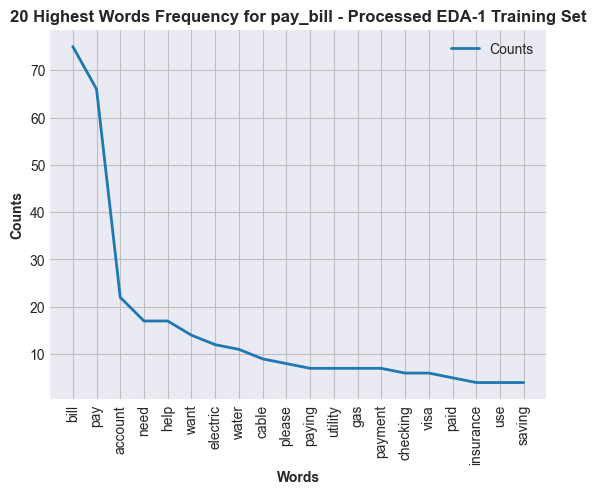 20 Highest Words Frequency for pay_bill - Processed EDA-1 Training Set
Counts
Counts
70
60
50
40
30
20
10
bill
pay
account
need
help
want
electric
water
cable
please
paying
utility
gas
payment
checking
visa
paid
insurance
use
saving
Words